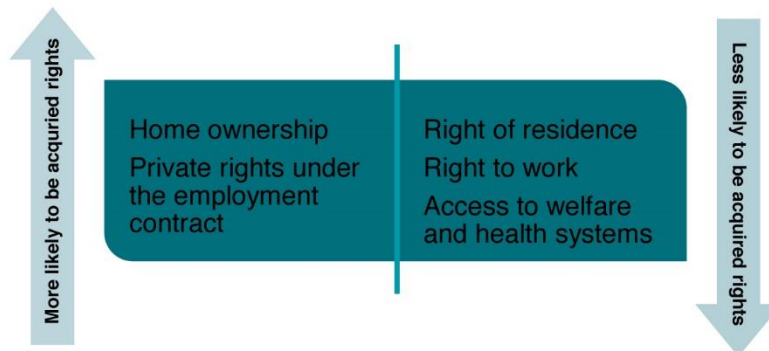 More likely to be acquried rights
Home ownership
Private rights under
the employment
contract
Right of residence
Right to work
Access to welfare
and health systems
Less likely to be acquired rights